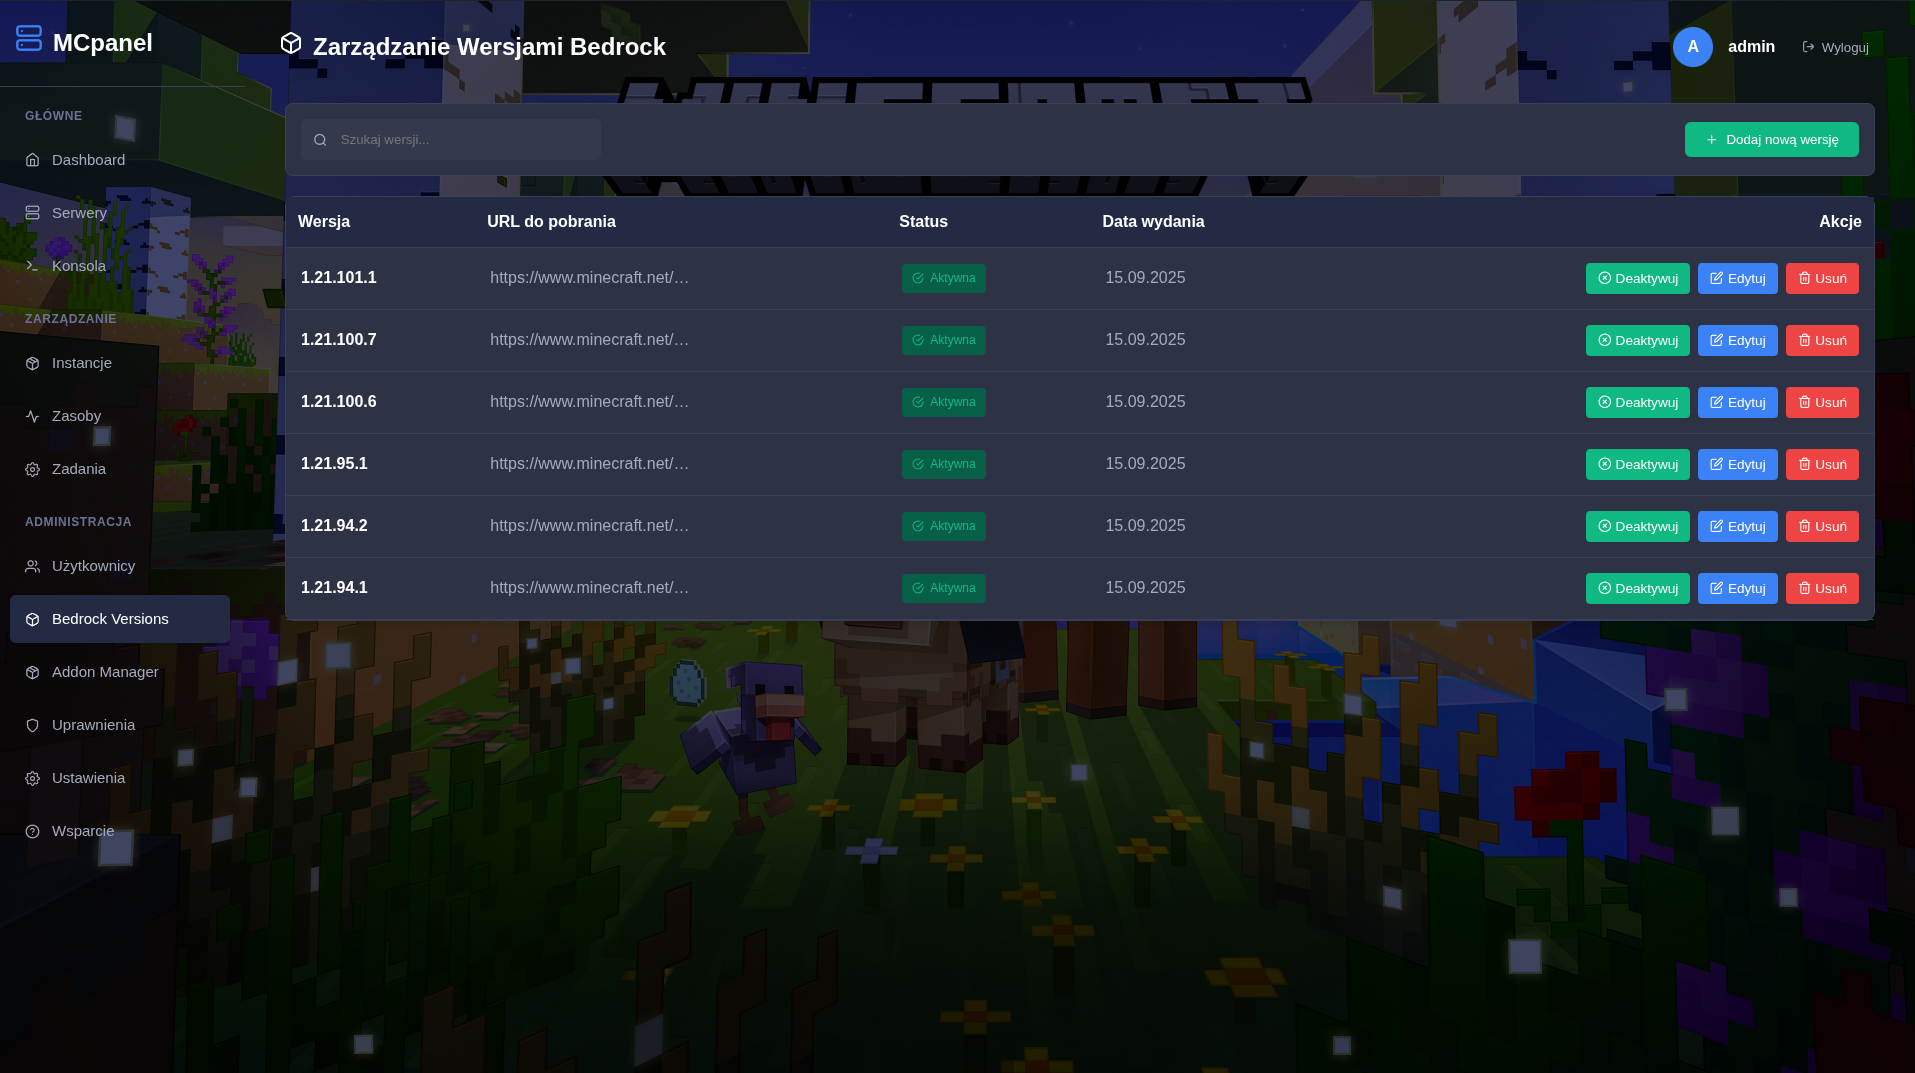 MCpanel
Zarządzanie Wersjami Bedrock
A admin Wyloguj
GŁÓWNE
Dashboard
Serwery
Konsola
ZARZĄDZANIE
Instancje
Zasoby
Zadania
ADMINISTRACJA
Użytkownicy
Bedrock Versions
Addon Manager
Uprawnienia
Ustawienia
Wsparcie
Szukaj wersji... Dodaj nową wersję
Wersja URL do pobrania Status Data wydania Akcje
1.21.101.1 https://www.minecraft.net/… Aktywna 15.09.2025 Deaktywuj Edytuj Usuń
1.21.100.7 https://www.minecraft.net/… Aktywna 15.09.2025 Deaktywuj Edytuj Usuń
1.21.100.6 https://www.minecraft.net/… Aktywna 15.09.2025 Deaktywuj Edytuj Usuń
1.21.95.1 https://www.minecraft.net/… Aktywna 15.09.2025 Deaktywuj Edytuj Usuń
1.21.94.2 https://www.minecraft.net/… Aktywna 15.09.2025 Deaktywuj Edytuj Usuń
1.21.94.1 https://www.minecraft.net/… Aktywna 15.09.2025 Deaktywuj Edytuj Usuń